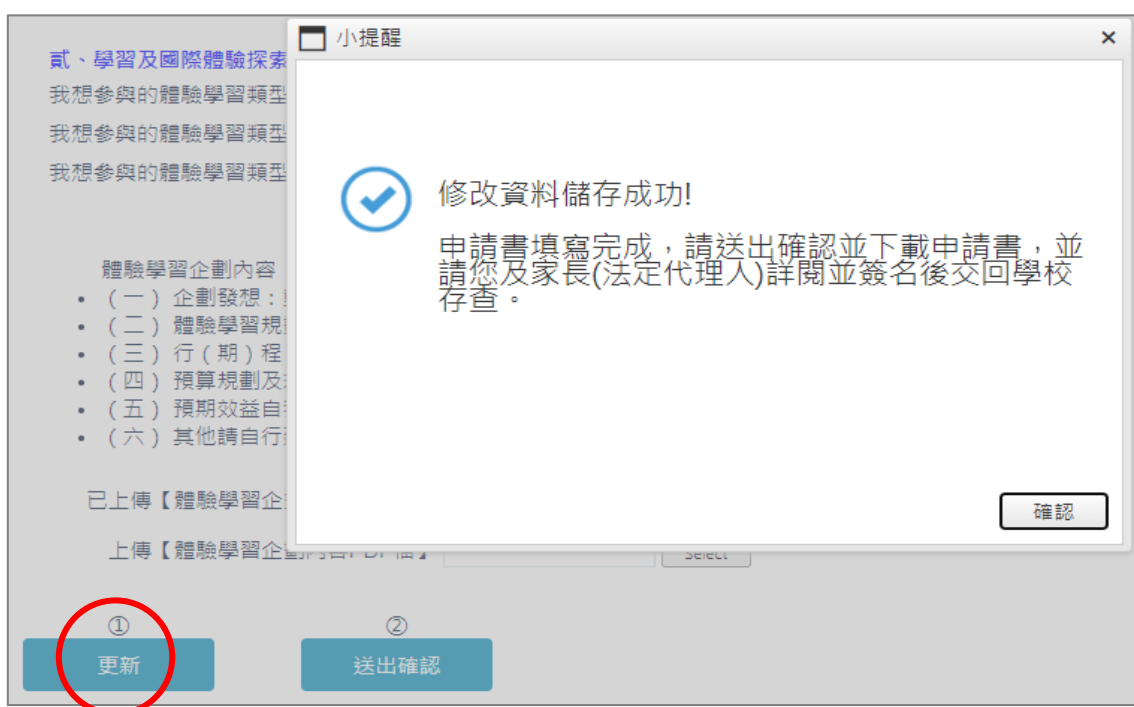 小提醒
×
貳、學習及國際體驗探索
我想參與的體驗學習類型
我想參與的體驗學習類型
我想參與的體驗學習類型
修改資料儲存成功!
申請書填寫完成，請送出確認並下載申請書，並
請您及家長(法定代理人)詳閱並簽名後交回學校
存查。
體驗學習企劃內容
• （一）企劃發想：
• （二）體驗學習規
• （三）行（期）程
• （四）預算規劃及
• （五）預期效益自
• （六）其他請自行
已上傳【體驗學習企
確認
上傳【體驗學習企劃內容PDF檔】
Select
①
②
更新
送出確認